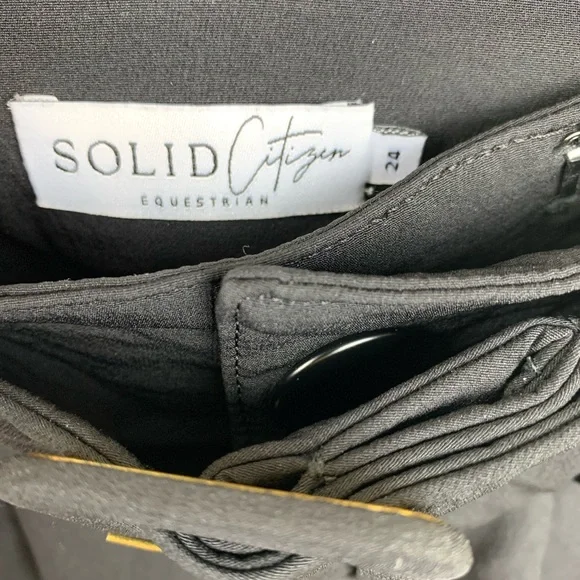 SOLID Citizen
EQUESTRIAN
24